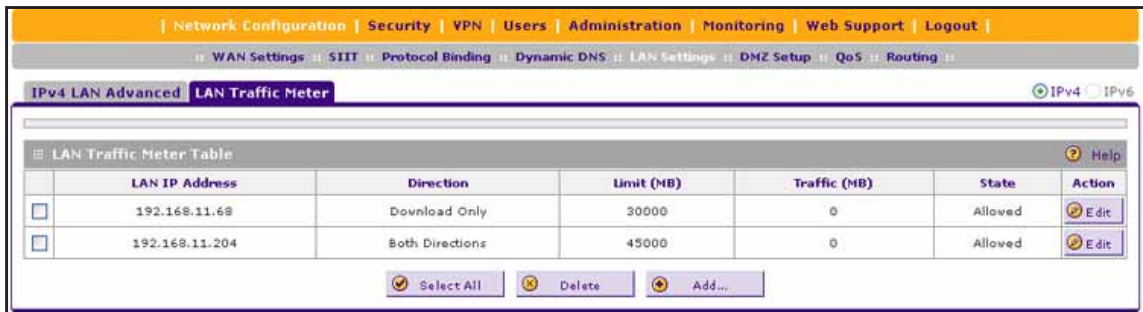 | Network Configuration | Security | VPN | Users | Administration | Monitoring | Web Support | Logout |
:: WAN Settings :: SIIT :: Protocol Binding :: Dynamic DNS :: LAN Settings :: DMZ Setup :: QoS :: Routing ::
IPv4 LAN Advanced LAN Traffic Meter IPv4 IPv6
LAN Traffic Meter Table ? Help
LAN IP Address Direction Limit (MB) Traffic (MB) State Action
192.168.11.68 Download Only 30000 0 Allowed Edit
192.168.11.204 Both Directions 45000 0 Allowed Edit
Select All Delete Add...